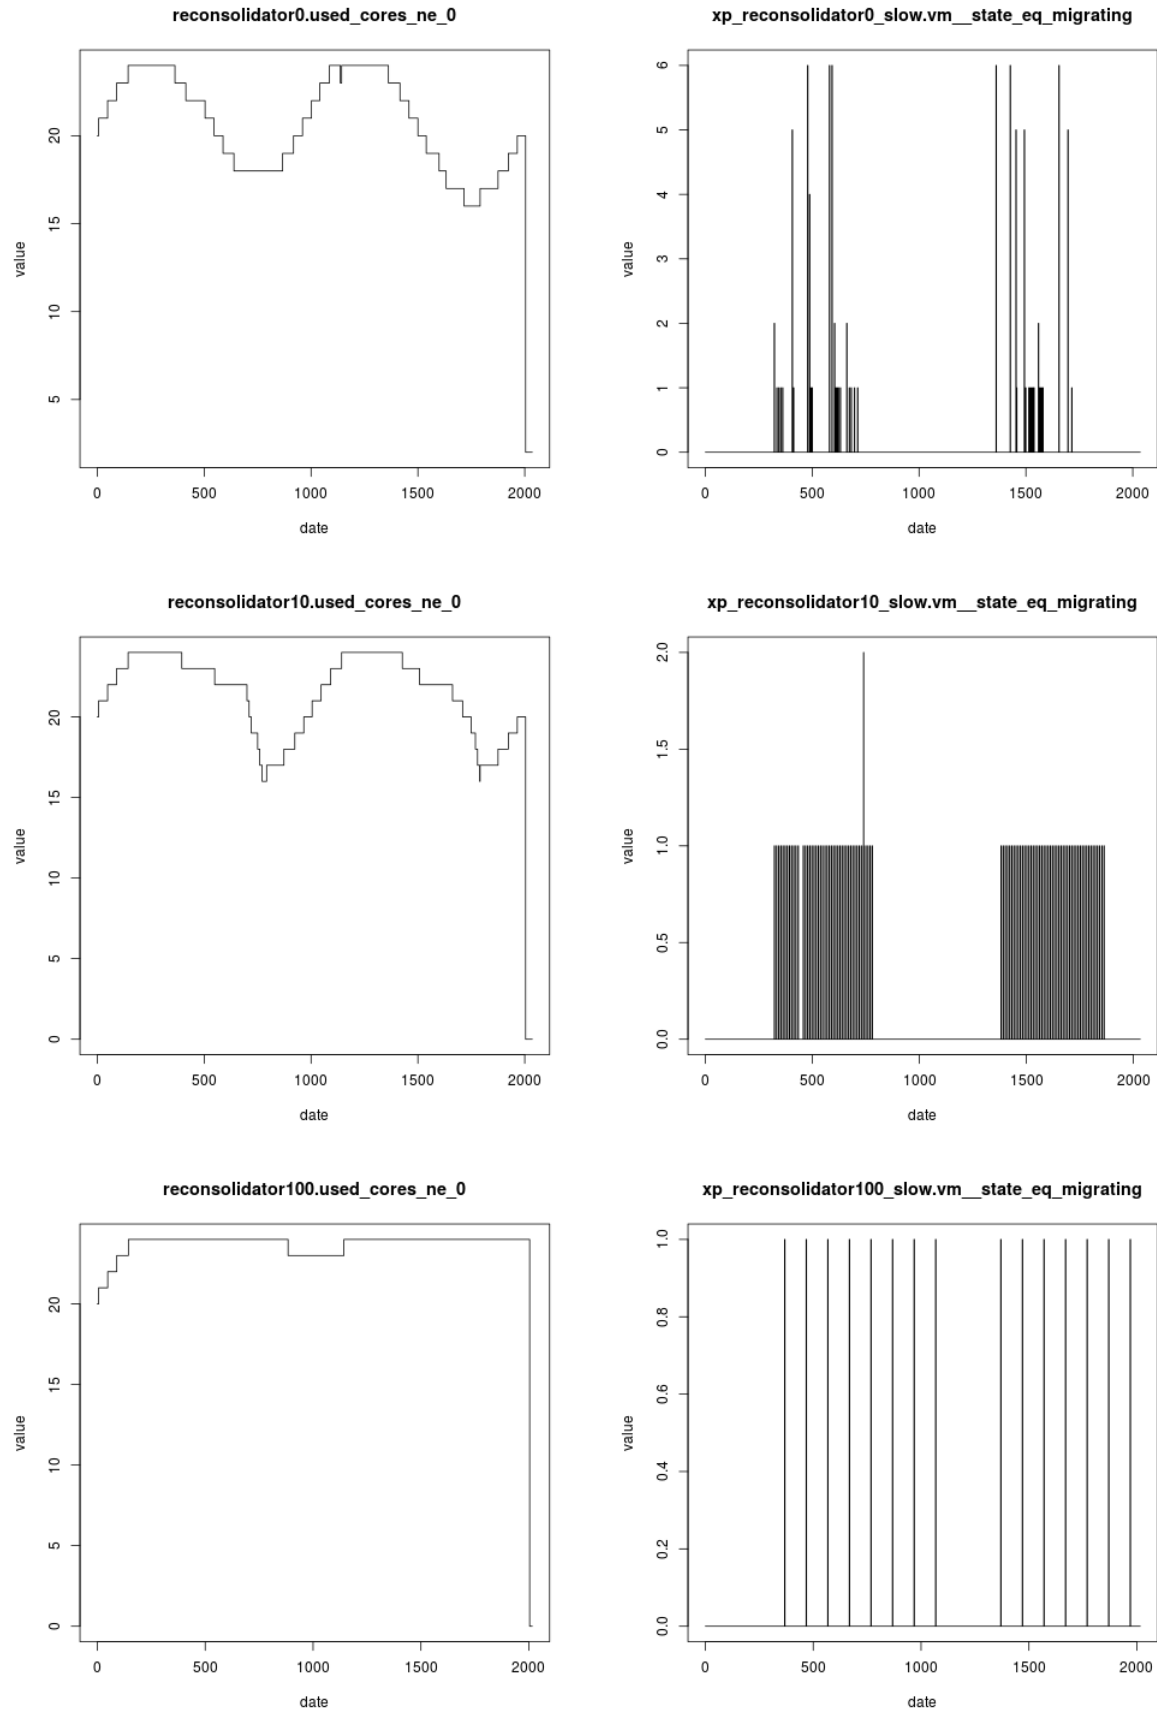 reconsolidator0.used_cores_ne_0
value
5 10 15 20
0 500 1000 1500 2000
date
xp_reconsolidator0_slow.vm__state_eq_migrating
value
0 1 2 3 4 5 6
0 500 1000 1500 2000
date
reconsolidator10.used_cores_ne_0
value
0 5 10 15 20
0 500 1000 1500 2000
date
xp_reconsolidator10_slow.vm__state_eq_migrating
value
0.0 0.5 1.0 1.5 2.0
0 500 1000 1500 2000
date
reconsolidator100.used_cores_ne_0
value
0 5 10 15 20
0 500 1000 1500 2000
date
xp_reconsolidator100_slow.vm__state_eq_migrating
value
0.0 0.2 0.4 0.6 0.8 1.0
0 500 1000 1500 2000
date